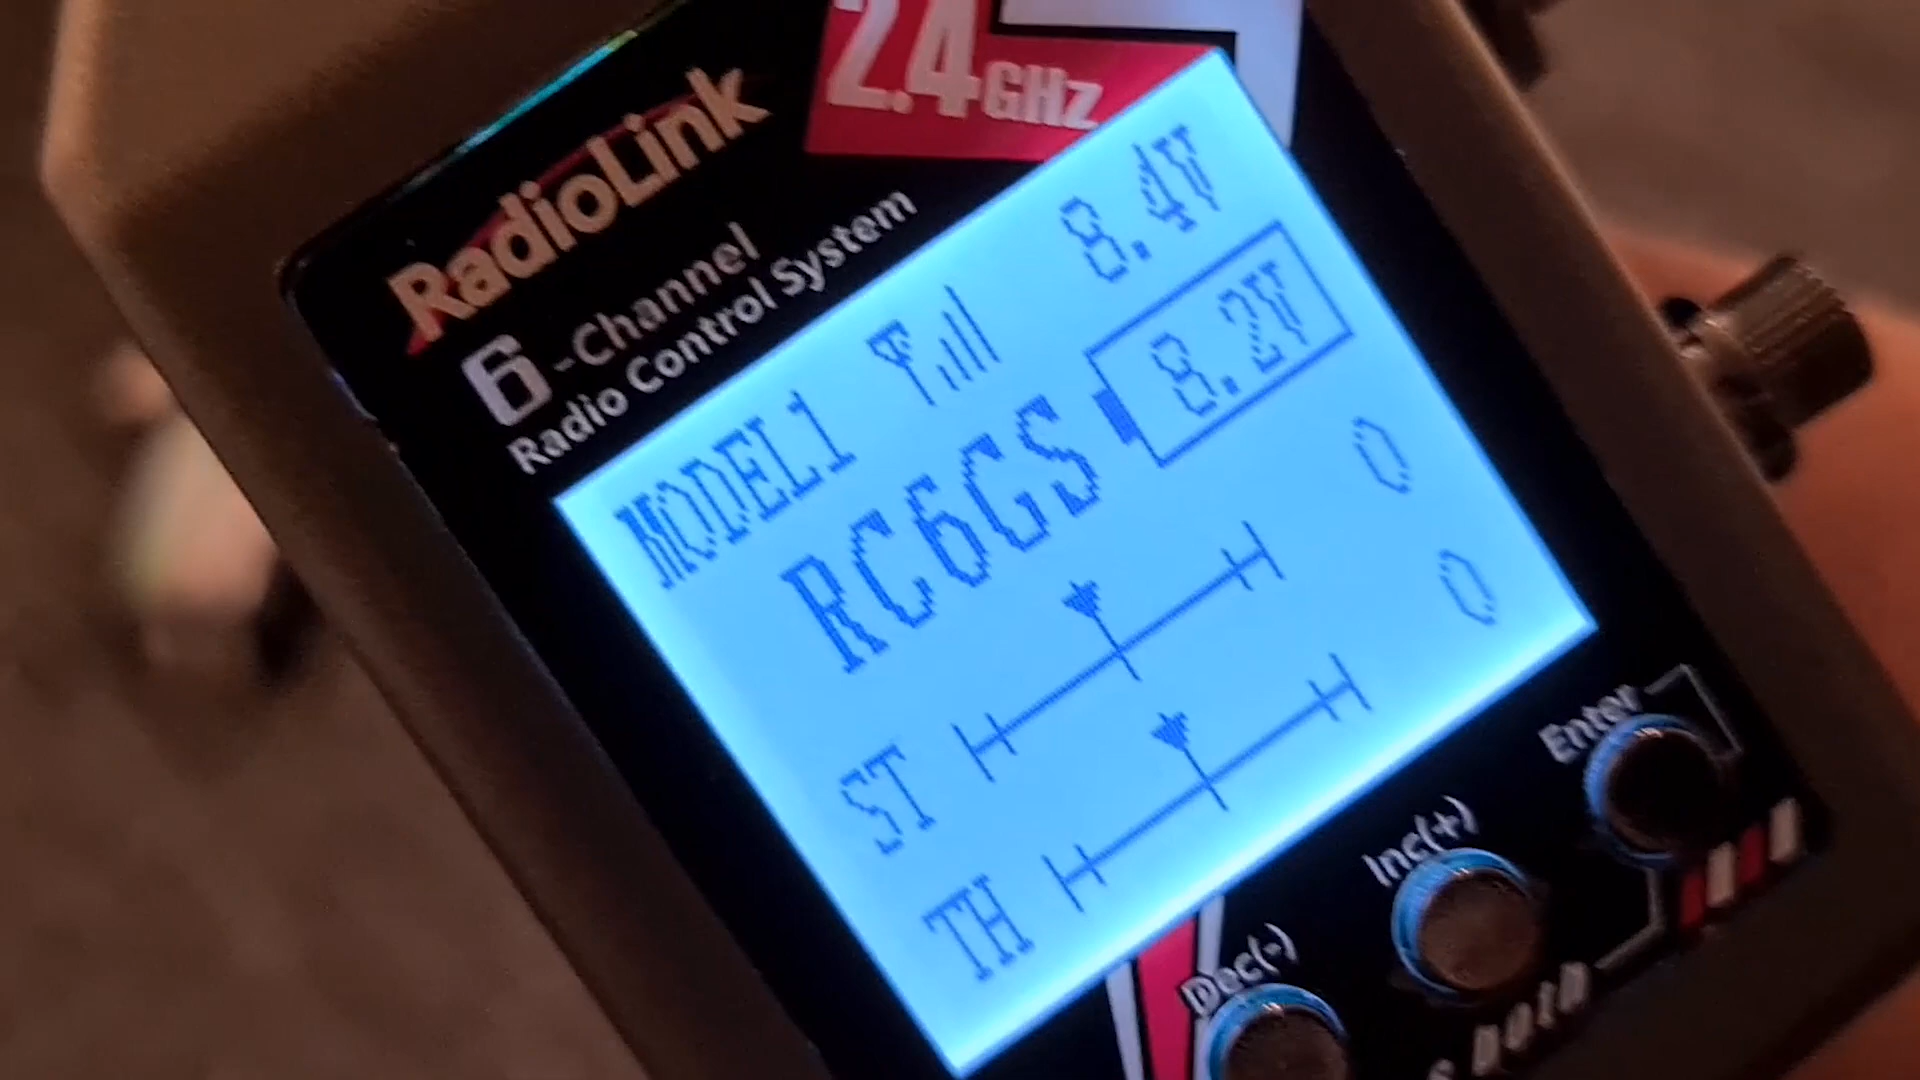 2.4GHz
RadioLink
6-Channel
Radio Control System
MODEL1 8.4V
RC6GS 8.2V
ST 0
TH 0
Enter
Inc(+)
Dec(-)
both